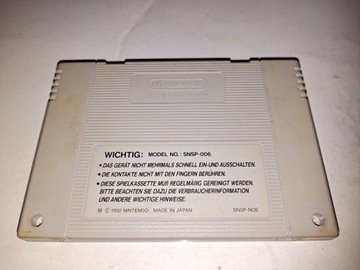 Nintendo
WICHTIG: MODEL NO.: SNSP-006
• DAS GERÄT NICHT MEHRMALS SCHNELL EIN-UND AUSSCHALTEN.
• DIE KONTAKTE NICHT MIT DEN FINGERN BERÜHREN.
• DIESE SPIELKASSETTE MUß REGELMÄßIG GEREINIGT WERDEN.
BITTE BEACHTEN SIE DAZU DIE VERBRAUCHERINFORMATION
UND ANDERE WICHTIGE HINWEISE.
Ⓜ © 1992 NINTENDO MADE IN JAPAN SNSP-NOE